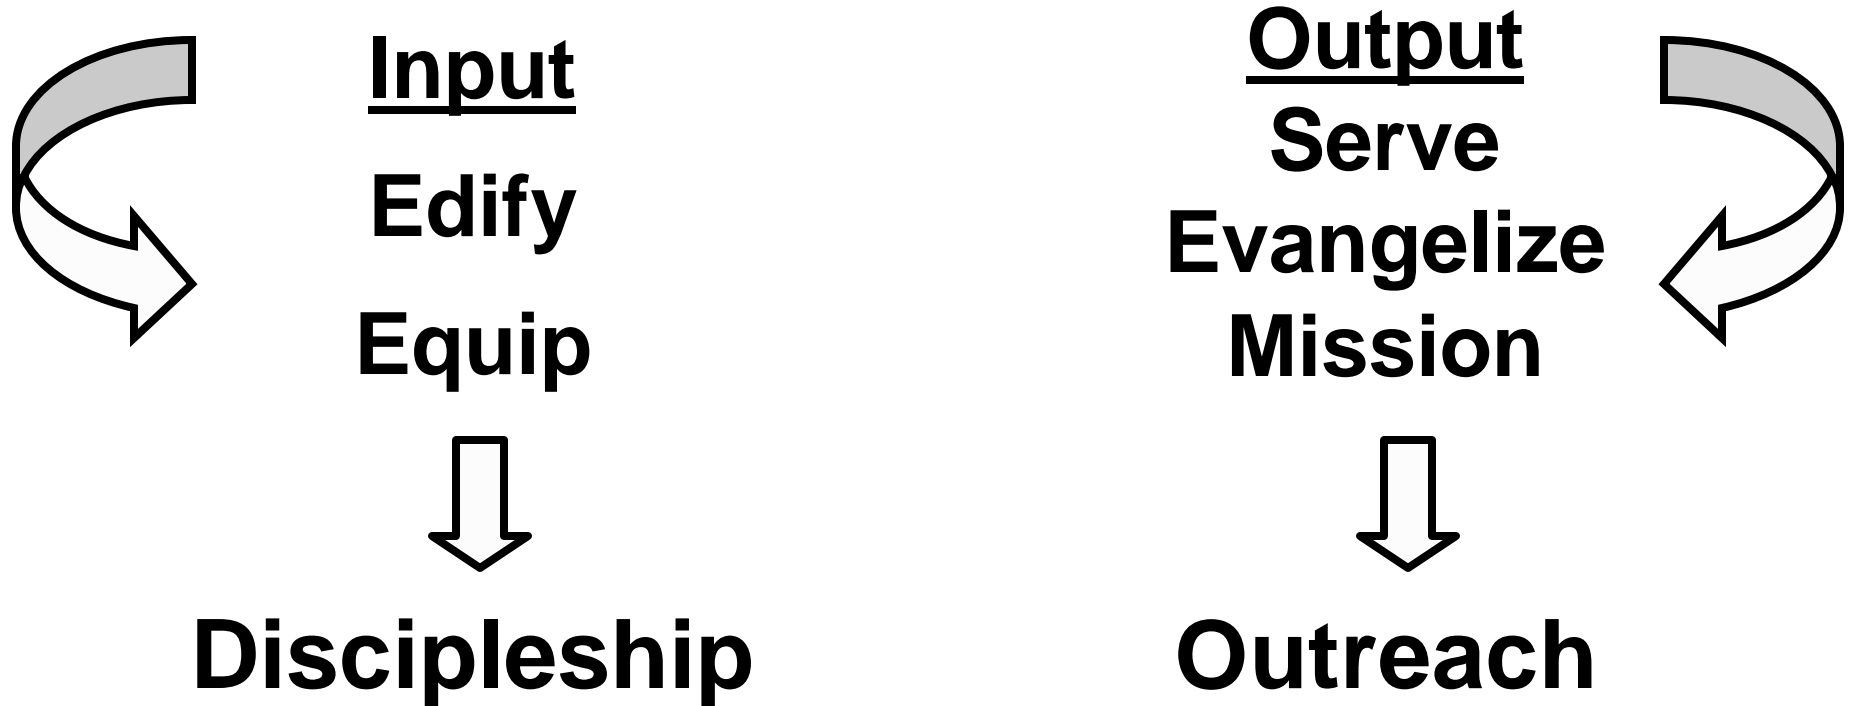 Input
Edify
Equip
Discipleship
Output
Serve
Evangelize
Mission
Outreach